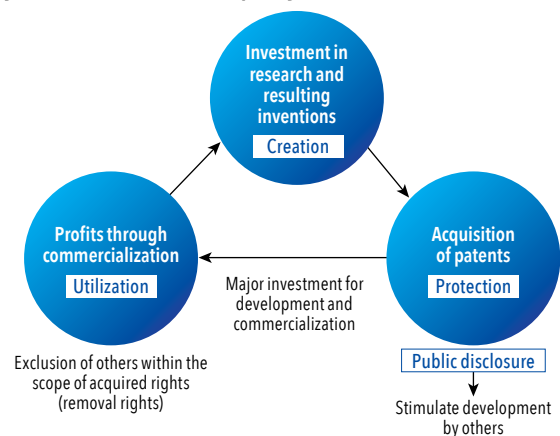 Investment in
research and
resulting
inventions
Creation
Profits through
commercialization
Utilization
Acquisition
of patents
Protection
Major investment for
development and
commercialization
Exclusion of others within the
scope of acquired rights
(removal rights)
Public disclosure
Stimulate development
by others